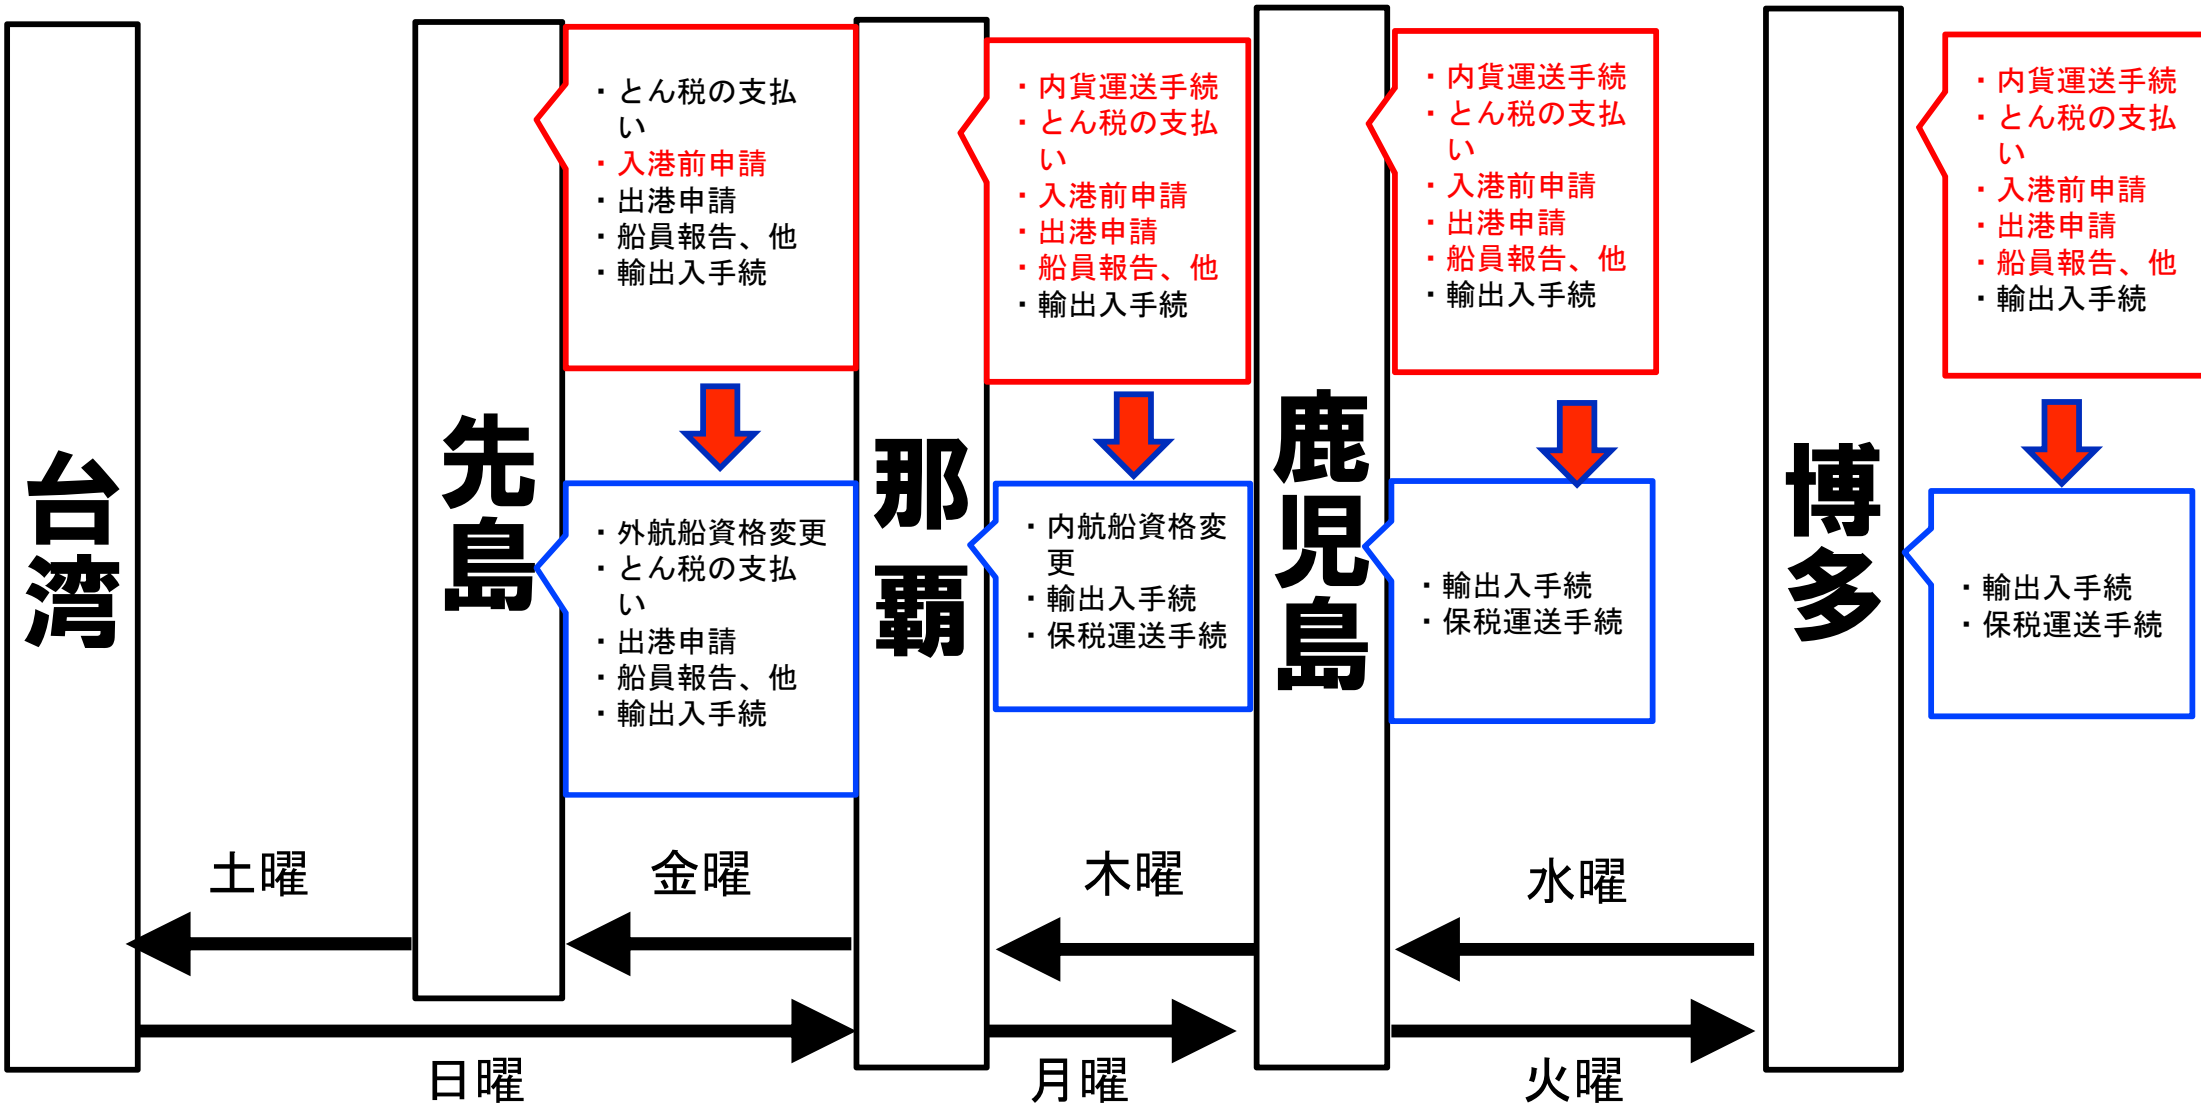 台湾
先島
・とん税の支払
い
・入港前申請
・出港申請
・船員報告、他
・輸出入手続
・外航船資格変更
・とん税の支払
い
・出港申請
・船員報告、他
・輸出入手続
那覇
・内貨運送手続
・とん税の支払
い
・入港前申請
・出港申請
・船員報告、他
・輸出入手続
・内航船資格変
更
・輸出入手続
・保税運送手続
鹿児島
・内貨運送手続
・とん税の支払
い
・入港前申請
・出港申請
・船員報告、他
・輸出入手続
・輸出入手続
・保税運送手続
博多
・内貨運送手続
・とん税の支払
い
・入港前申請
・出港申請
・船員報告、他
・輸出入手続
・輸出入手続
・保税運送手続
土曜
金曜
木曜
水曜
日曜
月曜
火曜